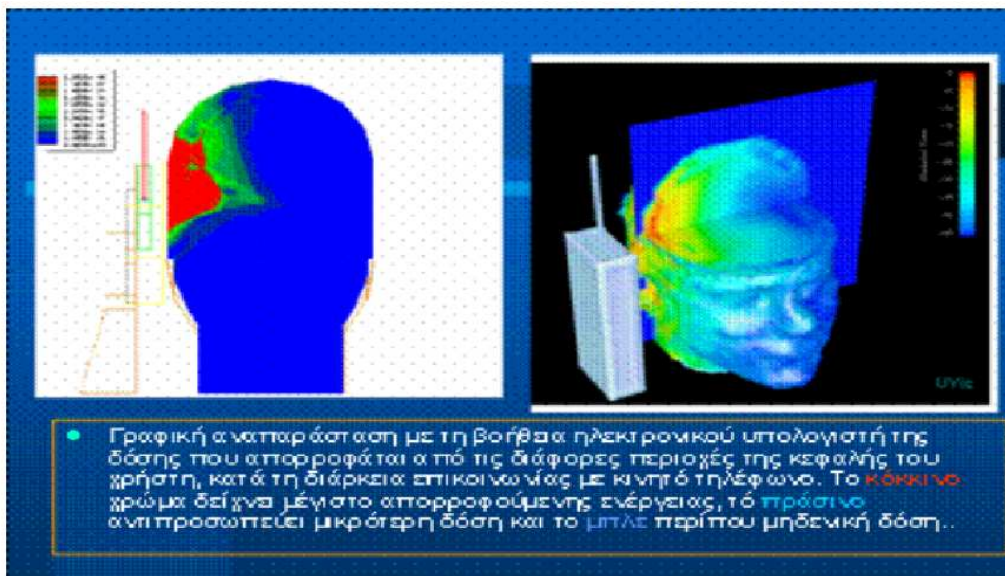 UVic
● Γραφική αναπαράσταση με τη βοήθεια ηλεκτρονικού υπολογιστή της
δόσης που απορροφάται από τις διάφορες περιοχές της κεφαλής του
χρήστη, κατά τη διάρκεια επικοινωνίας με κινητό τηλέφωνο. Το κόκκινο
χρώμα δείχνει μέγιστο απορροφούμενης ενέργειας, τό πράσινο
αντιπροσωπεύει μικρότερη δόση και το μπλε περίπου μηδενική δόση..